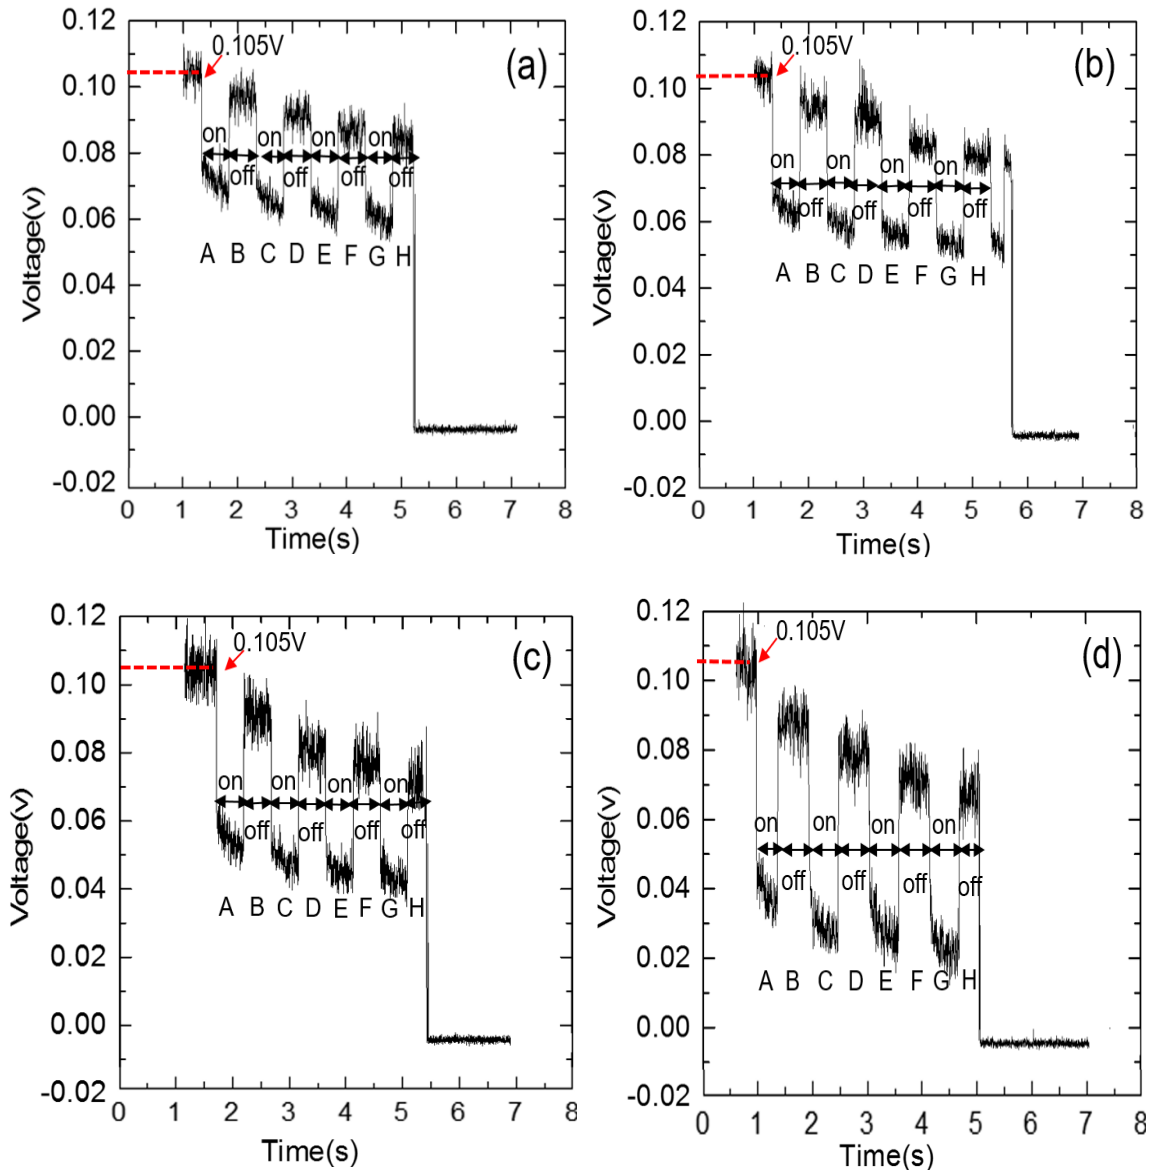 0.12
0.10
0.08
0.06
0.04
0.02
0.00
-0.02
Voltage(v)
0.105V
(a)
on on on on
off off off off
A B C D E F G H
0 1 2 3 4 5 6 7 8
Time(s)
0.12
0.10
0.08
0.06
0.04
0.02
0.00
-0.02
Voltage(v)
0.105V
(b)
on on on on
off off off off
A B C D E F G H
0 1 2 3 4 5 6 7 8
Time(s)
0.12
0.10
0.08
0.06
0.04
0.02
0.00
-0.02
Voltage(v)
0.105V
(c)
on on on on
off off off off
A B C D E F G H
0 1 2 3 4 5 6 7 8
Time(s)
0.12
0.10
0.08
0.06
0.04
0.02
0.00
-0.02
Voltage(v)
0.105V
(d)
on on on on
off off off off
A B C D E F G H
0 1 2 3 4 5 6 7 8
Time(s)